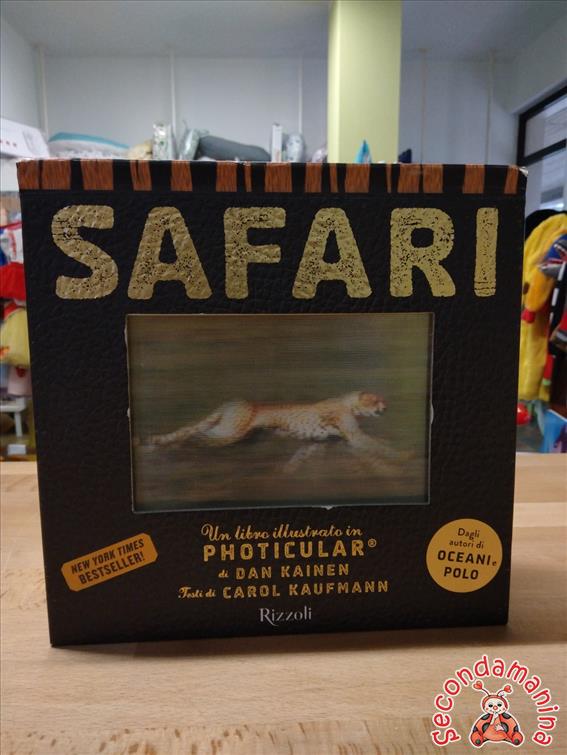 SAFARI
Un libro illustrato in
PHOTICULAR®
di DAN KAINEN
Testi di CAROL KAUFMANN
Rizzoli
NEW YORK TIMES
BESTSELLER!
Dagli
autori di
OCEANI e
POLO
secondamanina